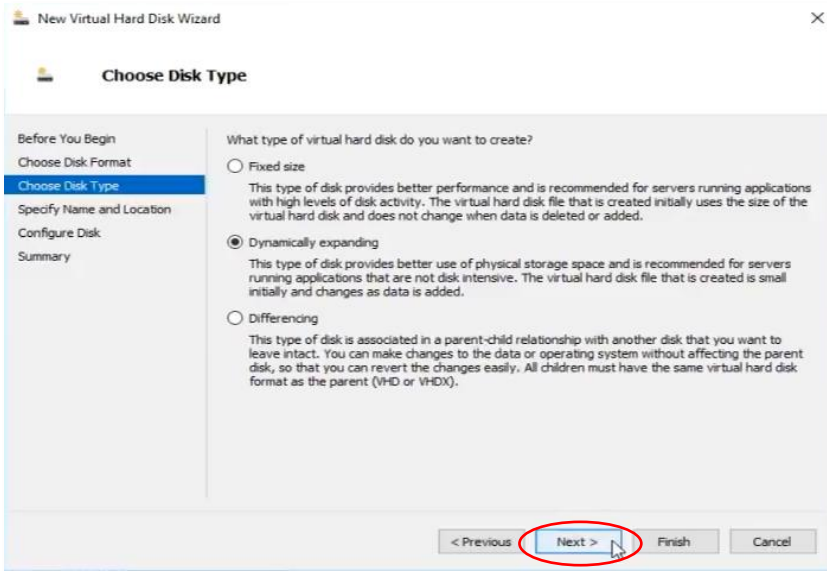 New Virtual Hard Disk Wizard
Choose Disk Type
Before You Begin
Choose Disk Format
Choose Disk Type
Specify Name and Location
Configure Disk
Summary
What type of virtual hard disk do you want to create?
Fixed size
This type of disk provides better performance and is recommended for servers running applications
with high levels of disk activity. The virtual hard disk file that is created initially uses the size of the
virtual hard disk and does not change when data is deleted or added.
Dynamically expanding
This type of disk provides better use of physical storage space and is recommended for servers
running applications that are not disk intensive. The virtual hard disk file that is created is small
initially and changes as data is added.
Differencing
This type of disk is associated in a parent-child relationship with another disk that you want to
leave intact. You can make changes to the data or operating system without affecting the parent
disk, so that you can revert the changes easily. All children must have the same virtual hard disk
format as the parent (VHD or VHDX).
< Previous
Next >
Finish
Cancel